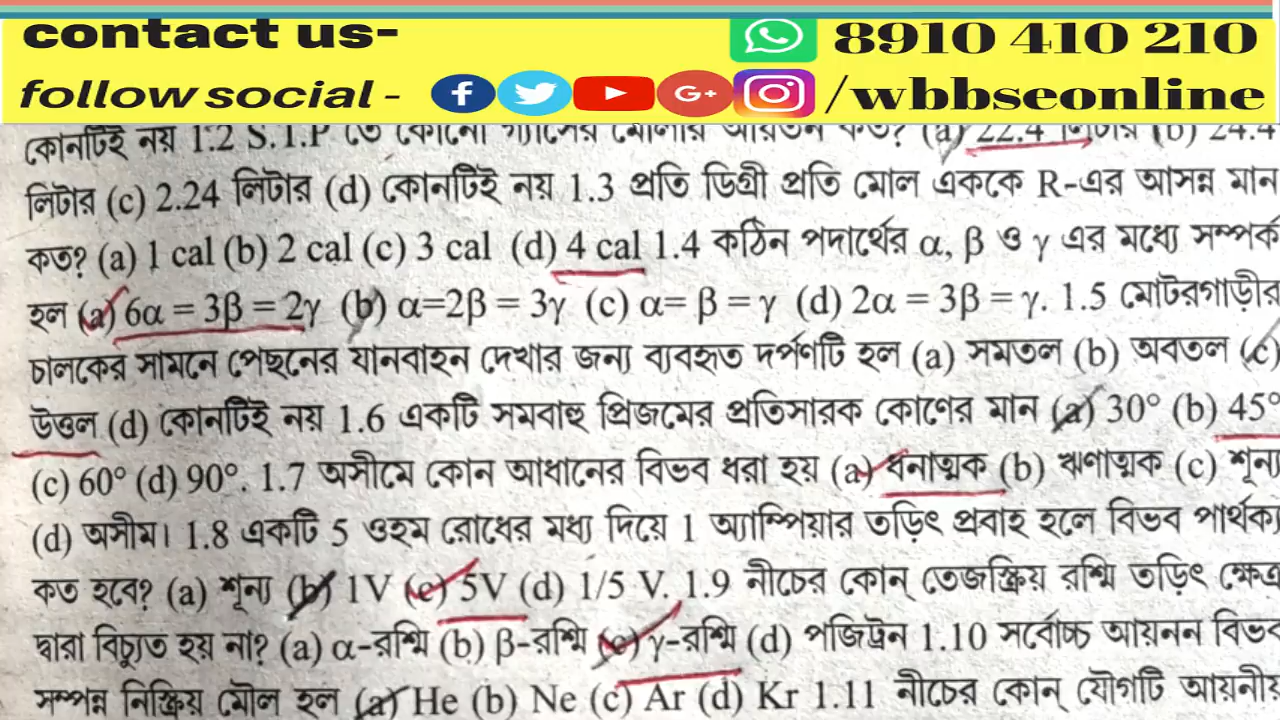 contact us- 8910 410 210
follow social - f G+ /wbbseonline
কোনটিই নয় 1.2 S.T.P তে কোনো গ্যাসের মোলার আয়তন কত? (a) 22.4 লিটার (b) 24.4
লিটার (c) 2.24 লিটার (d) কোনটিই নয় 1.3 প্রতি ডিগ্রী প্রতি মোল এককে R-এর আসন্ন মান
কত? (a) 1 cal (b) 2 cal (c) 3 cal (d) 4 cal 1.4 কঠিন পদার্থের α, β ও γ এর মধ্যে সম্পর্ক
হল (a) 6α = 3β = 2γ (b) α=2β = 3γ (c) α= β = γ (d) 2α = 3β = γ. 1.5 মোটরগাড়ীর
চালকের সামনে পেছনের যানবাহন দেখার জন্য ব্যবহৃত দর্পণটি হল (a) সমতল (b) অবতল (c)
উত্তল (d) কোনটিই নয় 1.6 একটি সমবাহু প্রিজমের প্রতিসারক কোণের মান (a) 30° (b) 45°
(c) 60° (d) 90°. 1.7 অসীমে কোন আধানের বিভব ধরা হয় (a) ধনাত্মক (b) ঋণাত্মক (c) শূন্য
(d) অসীম। 1.8 একটি 5 ওহম রোধের মধ্য দিয়ে 1 অ্যাম্পিয়ার তড়িৎ প্রবাহ হলে বিভব পার্থক্য
কত হবে? (a) শূন্য (b) 1V (c) 5V (d) 1/5 V. 1.9 নীচের কোন্ তেজস্ক্রিয় রশ্মি তড়িৎ ক্ষেত্র
দ্বারা বিচ্যুত হয় না? (a) α-রশ্মি (b) β-রশ্মি (c) γ-রশ্মি (d) পজিট্রন 1.10 সর্বোচ্চ আয়নন বিভব
সম্পন্ন নিষ্ক্রিয় মৌল হল (a) He (b) Ne (c) Ar (d) Kr 1.11 নীচের কোন্ যৌগটি আয়নীয়